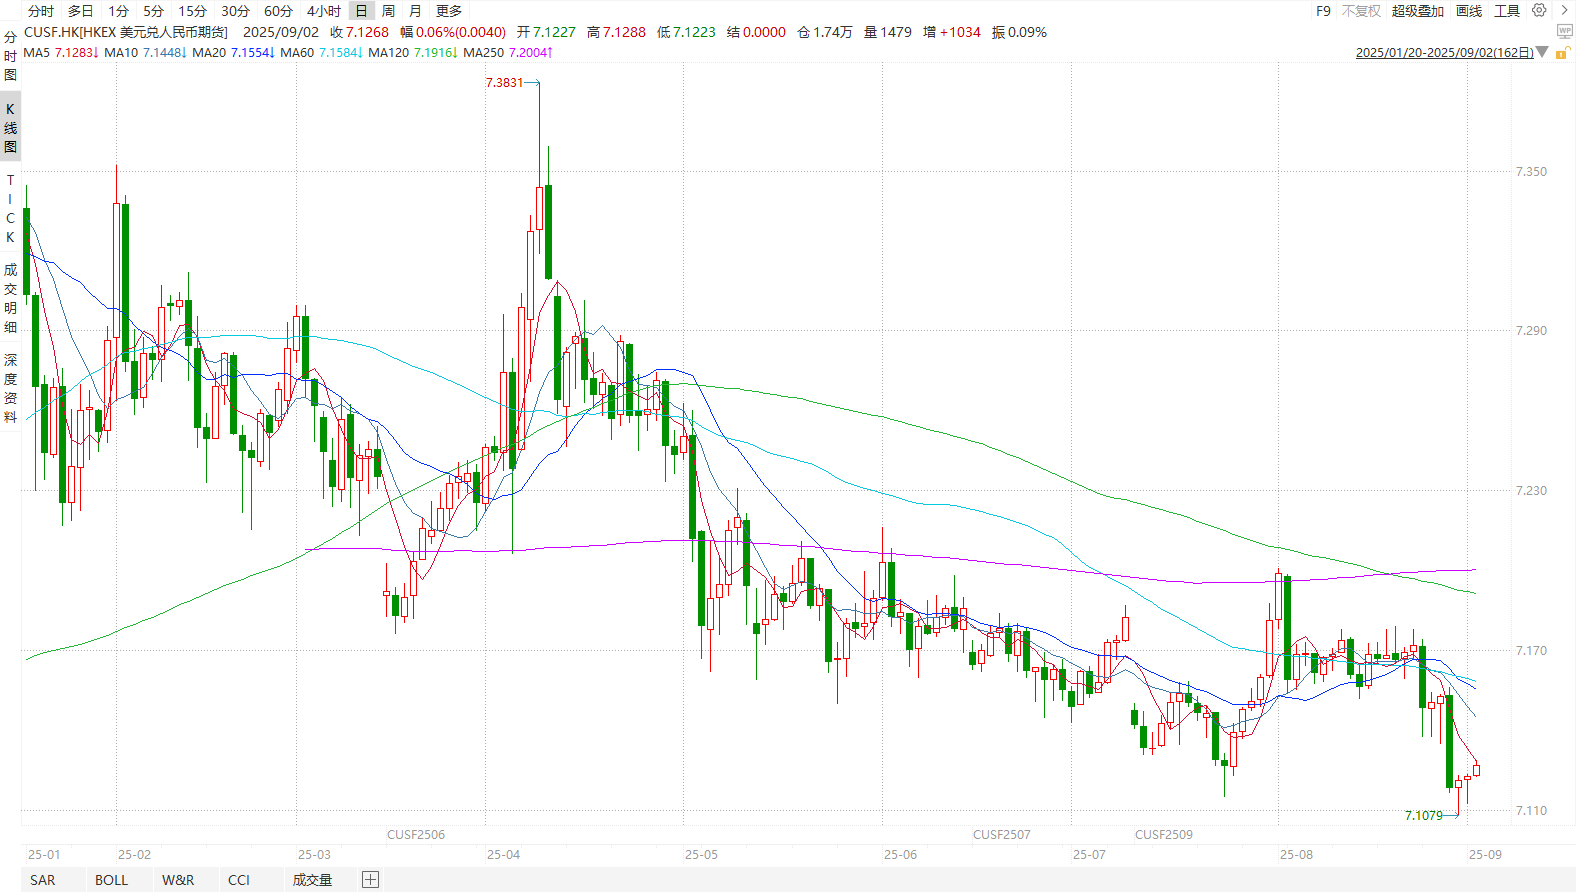 分时 多日 1分 5分 15分 30分 60分 4小时 日 周 月 更多 F9 不复权 超级叠加 画线 工具
CUSF.HK[HKEX 美元兑人民币期货] 2025/09/02 收7.1268 幅0.06%(0.0040) 开7.1227 高7.1288 低7.1223 结0.0000 仓1.74万 量1479 增+1034 振0.09% WP
MA5 7.1283↓ MA10 7.1448↓ MA20 7.1554↓ MA60 7.1584↓ MA120 7.1916↓ MA250 7.2004↑ 2025/01/20-2025/09/02(162日)
分时图
K线图
TICK
成交明细
深度资料
7.3831
7.350
7.290
7.230
7.170
7.110
7.1079
CUSF2506 CUSF2507 CUSF2509
25-01 25-02 25-03 25-04 25-05 25-06 25-07 25-08 25-09
SAR BOLL W&R CCI 成交量